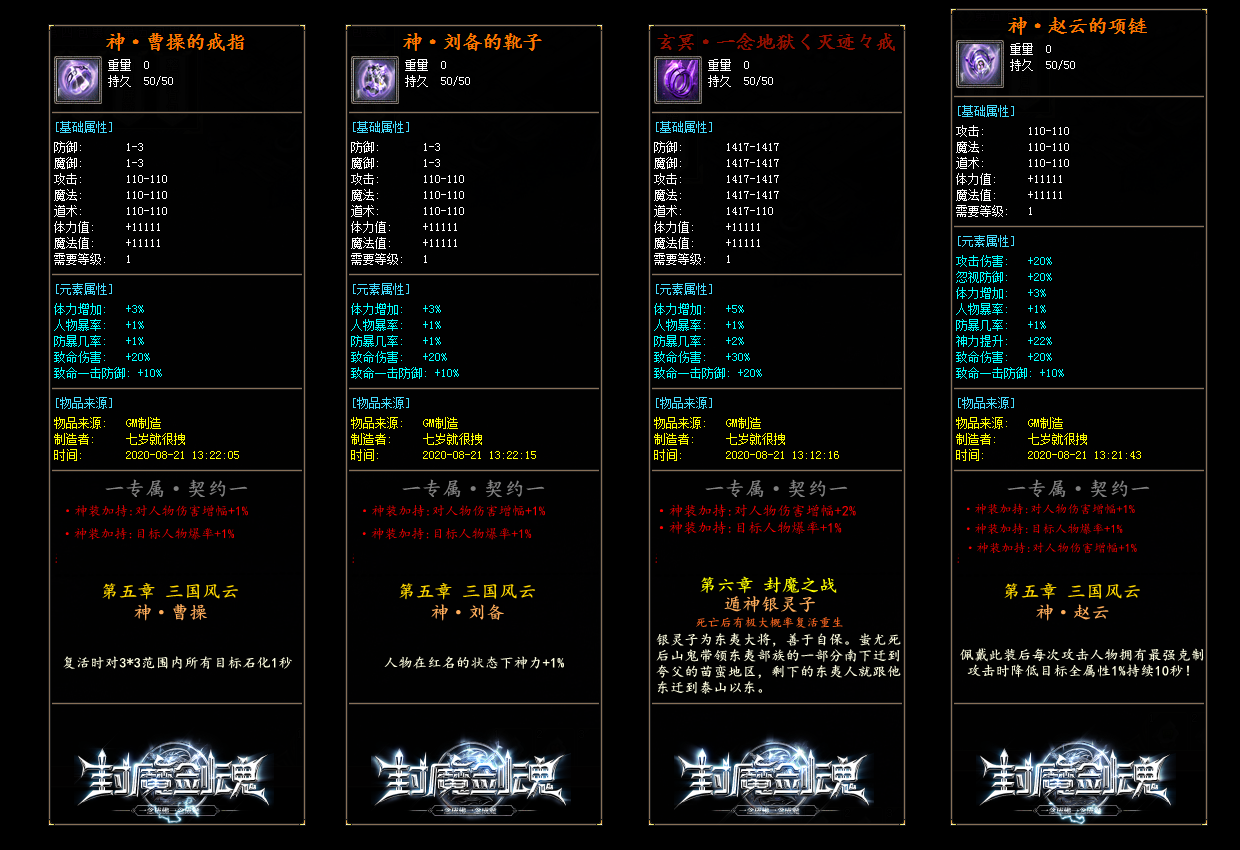 神·曹操的戒指
重量 0
持久 50/50
[基础属性]
防御: 1-3
魔御: 1-3
攻击: 110-110
魔法: 110-110
道术: 110-110
体力值: +11111
魔法值: +11111
需要等级: 1
[元素属性]
体力增加: +3%
人物暴率: +1%
防暴几率: +1%
致命伤害: +20%
致命一击防御: +10%
[物品来源]
物品来源: GM制造
制造者: 七岁就很拽
时间: 2020-08-21 13:22:05
一专属·契约一
·神装加持:对人物伤害增幅+1%
·神装加持:目标人物爆率+1%
:
第五章 三国风云
神·曹操
复活时对3*3范围内所有目标石化1秒
封魔剑魂
神·刘备的靴子
重量 0
持久 50/50
[基础属性]
防御: 1-3
魔御: 1-3
攻击: 110-110
魔法: 110-110
道术: 110-110
体力值: +11111
魔法值: +11111
需要等级: 1
[元素属性]
体力增加: +3%
人物暴率: +1%
防暴几率: +1%
致命伤害: +20%
致命一击防御: +10%
[物品来源]
物品来源: GM制造
制造者: 七岁就很拽
时间: 2020-08-21 13:22:15
一专属·契约一
·神装加持:对人物伤害增幅+1%
·神装加持:目标人物爆率+1%
:
第五章 三国风云
神·刘备
人物在红名的状态下神力+1%
封魔剑魂
玄冥·一念地狱く灭迹々戒
重量 0
持久 50/50
[基础属性]
防御: 1417-1417
魔御: 1417-1417
攻击: 1417-1417
魔法: 1417-1417
道术: 1417-110
体力值: +11111
魔法值: +11111
需要等级: 1
[元素属性]
体力增加: +5%
人物暴率: +1%
防暴几率: +2%
致命伤害: +30%
致命一击防御: +20%
[物品来源]
物品来源: GM制造
制造者: 七岁就很拽
时间: 2020-08-21 13:12:16
一专属·契约一
·神装加持:对人物伤害增幅+2%
·神装加持:目标人物爆率+1%
:
第六章 封魔之战
遁神银灵子
死亡后有极大概率复活重生
银灵子为东夷大将，善于自保。蚩尤死
后山鬼带领东夷部族的一部分南下迁到
夸父的苗蛮地区，剩下的东夷人就跟他
东迁到泰山以东。
封魔剑魂
神·赵云的项链
重量 0
持久 50/50
[基础属性]
攻击: 110-110
魔法: 110-110
道术: 110-110
体力值: +11111
魔法值: +11111
需要等级: 1
[元素属性]
攻击伤害: +20%
忽视防御: +20%
体力增加: +3%
人物暴率: +1%
防暴几率: +1%
神力提升: +22%
致命伤害: +20%
致命一击防御: +10%
[物品来源]
物品来源: GM制造
制造者: 七岁就很拽
时间: 2020-08-21 13:21:43
一专属·契约一
·神装加持:对人物伤害增幅+1%
·神装加持:目标人物爆率+1%
·神装加持:对人物伤害增幅+1%
:
第五章 三国风云
神·赵云
佩戴此装后每次攻击人物拥有最强克制
攻击时降低目标全属性1%持续10秒!
封魔剑魂